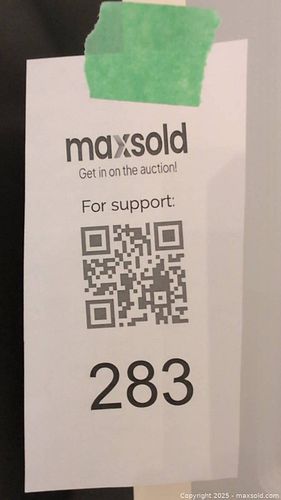 maxsold
Get in on the auction!
For support:
283
Copyright © 2025 - maxsold.com